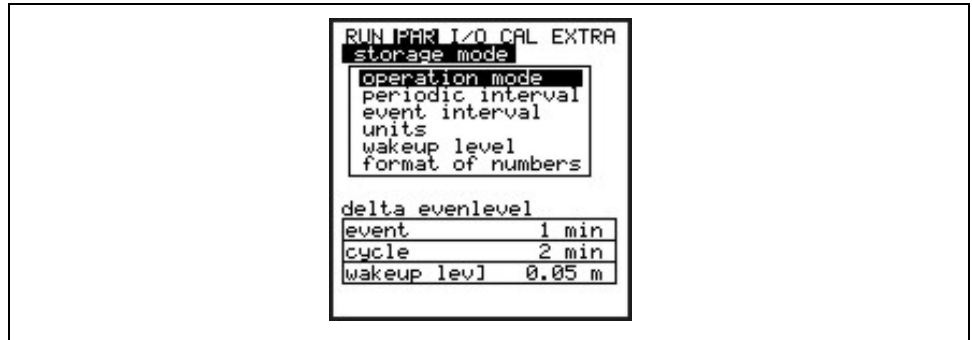 RUN PAR I/O CAL EXTRA
storage mode
operation mode
periodic interval
event interval
units
wakeup level
format of numbers
delta evenlevel
event 1 min
cycle 2 min
wakeup levl 0.05 m